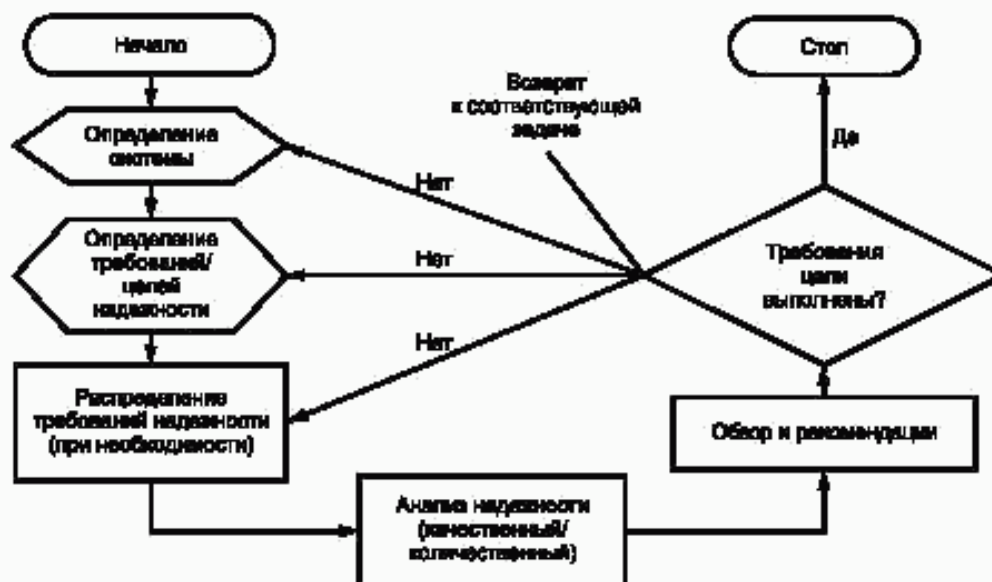 Начало
Определение
системы
Определение
требований/
целей
надежности
Распределение
требований надежности
(при необходимости)
Анализ надежности
(качественный/
количественный)
Обзор и рекомендации
Требования
цели
выполнены?
Да
Стоп
Возврат
к соответствующей
задаче
Нет
Нет
Нет